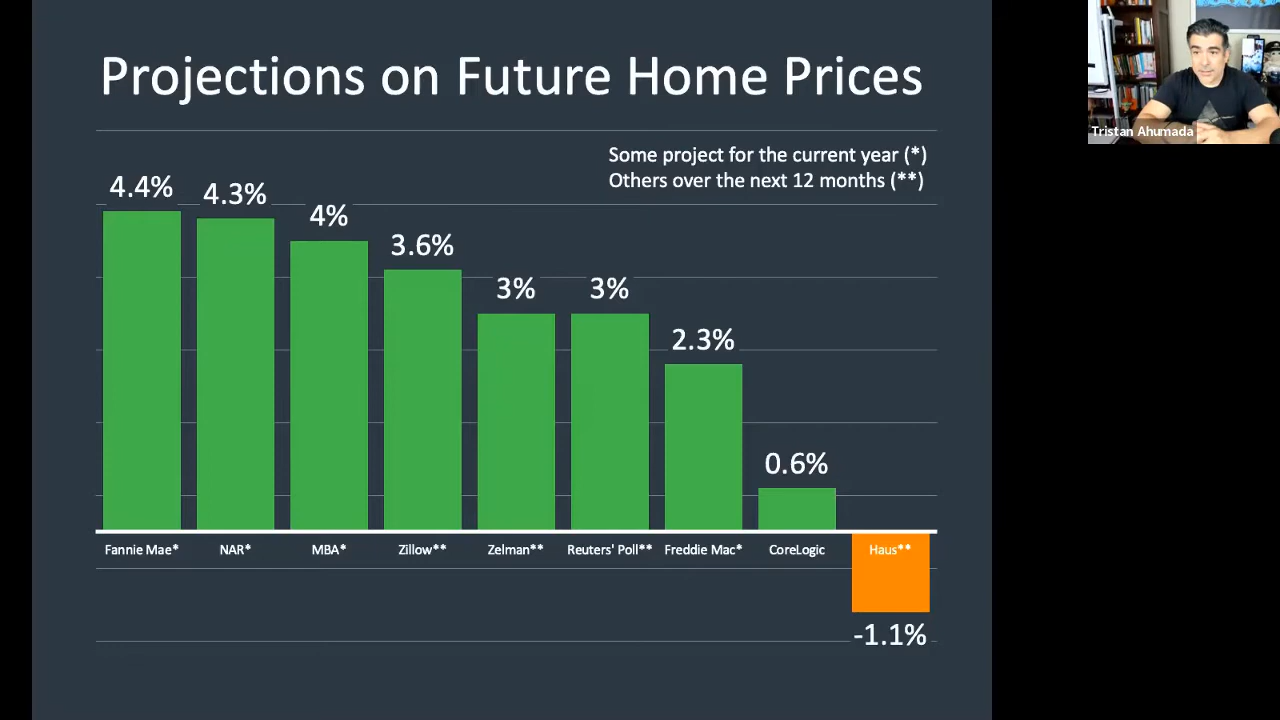 Projections on Future Home Prices
Tristan Ahumada
Some project for the current year (*)
Others over the next 12 months (**)
4.4%
4.3%
4%
3.6%
3%
3%
2.3%
0.6%
Fannie Mae*
NAR*
MBA*
Zillow**
Zelman**
Reuters' Poll**
Freddie Mac*
CoreLogic
Haus**
-1.1%